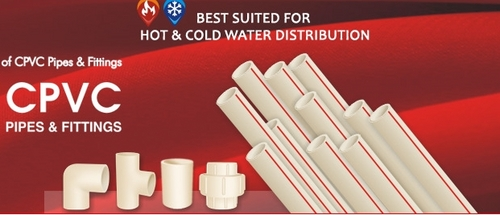 BEST SUITED FOR
HOT & COLD WATER DISTRIBUTION
of CPVC Pipes & Fittings
CPVC
PIPES & FITTINGS